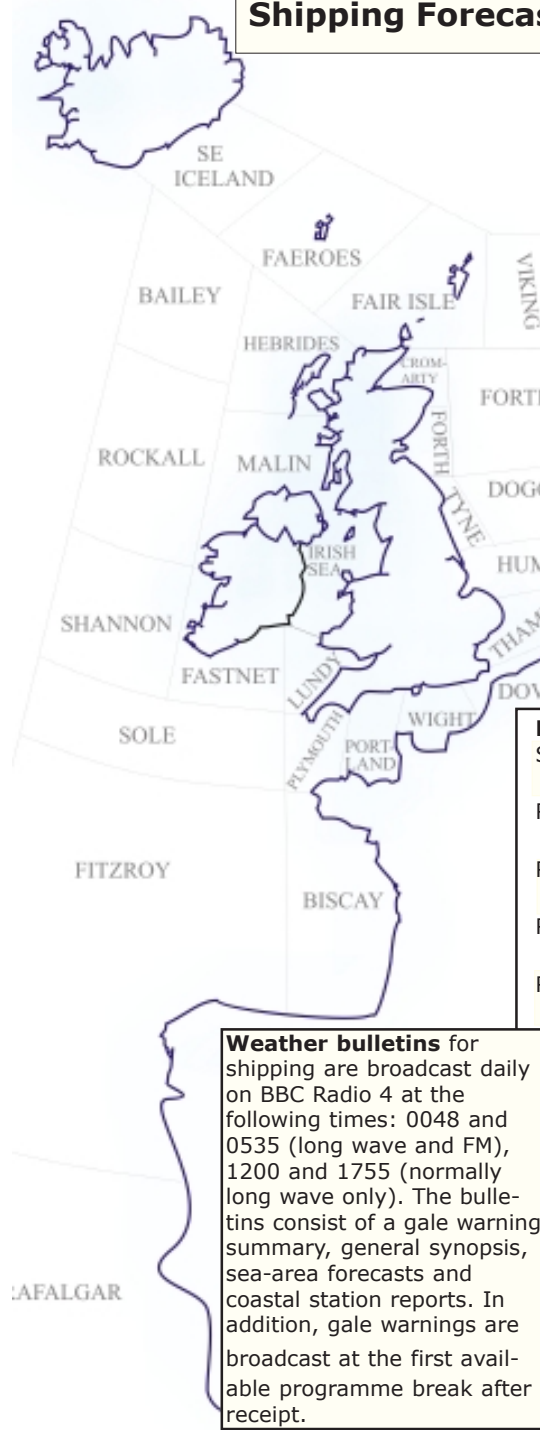 Shipping Forecas
SE
ICELAND
FAEROES
VIKING
BAILEY
FAIR ISLE
HEBRIDES
CROM-
ARTY
FORTI
FORTH
ROCKALL
MALIN
DOGG
TYNE
IRISH
SEA
HUM
SHANNON
THAM
FASTNET
LUNDY
DOV
SOLE
PLYMOUTH
PORT-
LAND
WIGHT
FITZROY
BISCAY
Weather bulletins for
shipping are broadcast daily
on BBC Radio 4 at the
following times: 0048 and
0535 (long wave and FM),
1200 and 1755 (normally
long wave only). The bulle-
tins consist of a gale warning
summary, general synopsis,
sea-area forecasts and
coastal station reports. In
addition, gale warnings are
broadcast at the first avail-
able programme break after
receipt.
RAFALGAR